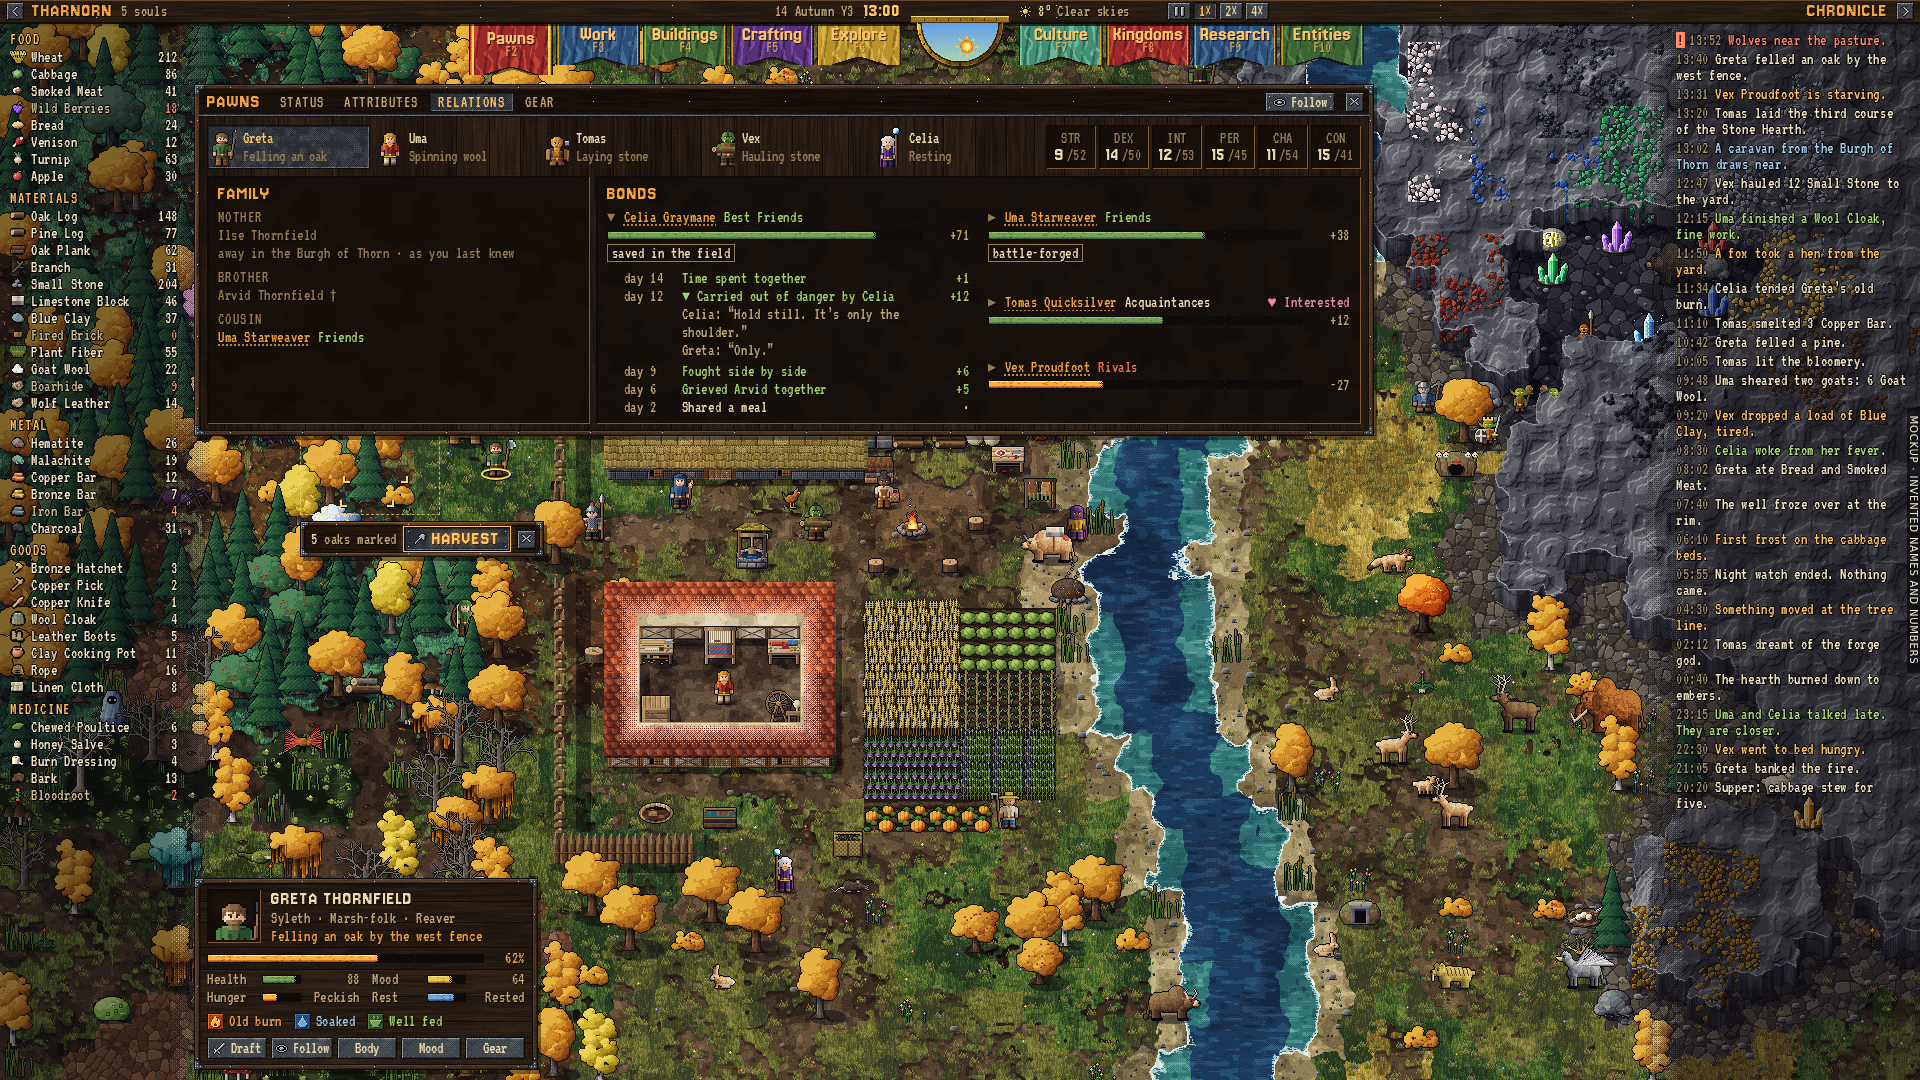 THARNORN 5 souls
14 Autumn Y3 13:00
8° Clear skies
1X 2X 4X
CHRONICLE
Pawns F2
Work F3
Buildings F4
Crafting F5
Explore F6
Culture F7
Kingdoms F8
Research F9
Entities F10
FOOD
Wheat 212
Cabbage 86
Smoked Meat 41
Wild Berries 18
Bread 24
Venison 12
Turnip 63
Apple 30
MATERIALS
Oak Log 148
Pine Log 77
Oak Plank 62
Branch 31
Small Stone 204
Limestone Block 46
Blue Clay 37
Fired Brick 0
Plant Fiber 55
Goat Wool 22
Boarhide 9
Wolf Leather 14
METAL
Hematite 26
Malachite 19
Copper Bar 12
Bronze Bar 7
Iron Bar 4
Charcoal 31
GOODS
Bronze Hatchet 3
Copper Pick 2
Copper Knife 1
Wool Cloak 4
Leather Boots 5
Clay Cooking Pot 11
Rope 16
Linen Cloth 8
MEDICINE
Chewed Poultice 6
Honey Salve 3
Burn Dressing 4
Bark 13
Bloodroot 2
PAWNS STATUS ATTRIBUTES RELATIONS GEAR
Follow
Greta
Felling an oak
Uma
Spinning wool
Tomas
Laying stone
Vex
Hauling stone
Celia
Resting
STR 9 /52
DEX 14 /50
INT 12 /53
PER 15 /45
CHA 11 /54
CON 15 /41
FAMILY
MOTHER
Ilse Thornfield
away in the Burgh of Thorn · as you last knew
BROTHER
Arvid Thornfield †
COUSIN
Uma Starweaver Friends
BONDS
▼ Celia Graymane Best Friends
+71
saved in the field
day 14 Time spent together +1
day 12 ▼ Carried out of danger by Celia +12
Celia: “Hold still. It's only the
shoulder.”
Greta: “Only.”
day 9 Fought side by side +6
day 6 Grieved Arvid together +5
day 2 Shared a meal ·
▶ Uma Starweaver Friends
+38
battle-forged
▶ Tomas Quicksilver Acquaintances ♥ Interested
+12
▶ Vex Proudfoot Rivals
-27
5 oaks marked HARVEST
GRETA THORNFIELD
Syleth · Marsh-folk · Reaver
Felling an oak by the west fence
62%
Health 88 Mood 64
Hunger Peckish Rest Rested
Old burn Soaked Well fed
Draft Follow Body Mood Gear
! 13:52 Wolves near the pasture.
13:40 Greta felled an oak by the
west fence.
13:31 Vex Proudfoot is starving.
13:20 Tomas laid the third course
of the Stone Hearth.
13:02 A caravan from the Burgh of
Thorn draws near.
12:47 Vex hauled 12 Small Stone to
the yard.
12:15 Uma finished a Wool Cloak,
fine work.
11:50 A fox took a hen from the
yard.
11:34 Celia tended Greta's old
burn.
11:10 Tomas smelted 3 Copper Bar.
10:42 Greta felled a pine.
10:05 Tomas lit the bloomery.
09:48 Uma sheared two goats: 6 Goat
Wool.
09:20 Vex dropped a load of Blue
Clay, tired.
08:30 Celia woke from her fever.
08:02 Greta ate Bread and Smoked
Meat.
07:40 The well froze over at the
rim.
06:10 First frost on the cabbage
beds.
05:55 Night watch ended. Nothing
came.
04:30 Something moved at the tree
line.
02:12 Tomas dreamt of the forge
god.
00:40 The hearth burned down to
embers.
23:15 Uma and Celia talked late.
They are closer.
22:30 Vex went to bed hungry.
21:05 Greta banked the fire.
20:20 Supper: cabbage stew for
five.
MOCKUP · INVENTED NAMES AND NUMBERS